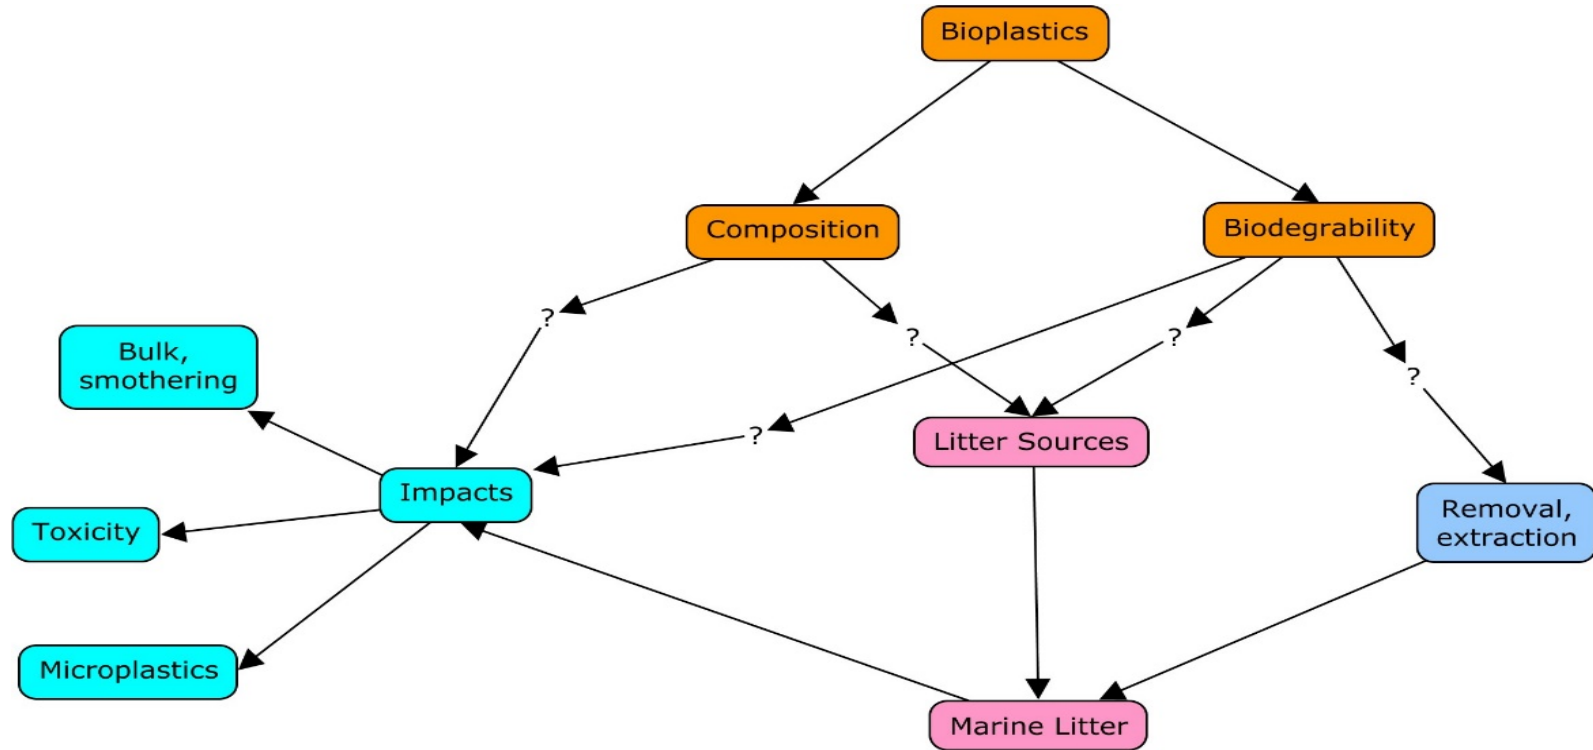 Bioplastics
Composition
Biodegrability
?
?
?
?
?
Bulk,
smothering
Litter Sources
Impacts
Removal,
extraction
Toxicity
Microplastics
Marine Litter